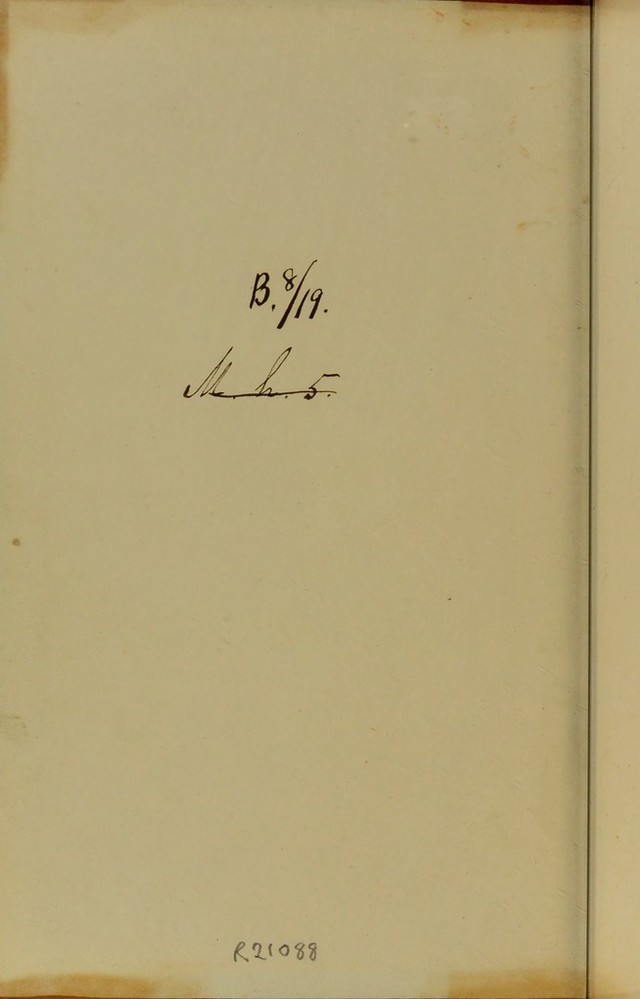 B. 8/19.
M. h. 5.
R21088